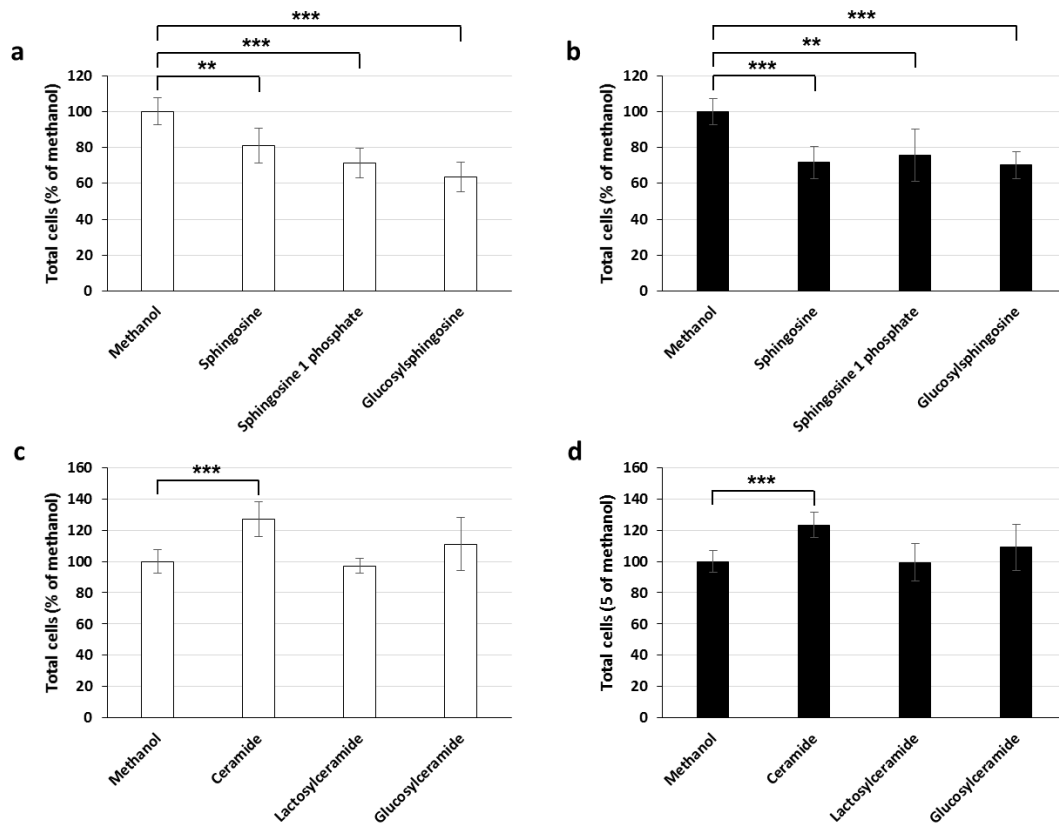 a
***
***
**
Total cells (% of methanol)
120
100
80
60
40
20
0
Methanol
Sphingosine
Sphingosine 1 phosphate
Glucosylsphingosine
b
***
**
***
Total cells (% of methanol)
120
100
80
60
40
20
0
Methanol
Sphingosine
Sphingosine 1 phosphate
Glucosylsphingosine
c
***
Total cells (% of methanol)
160
140
120
100
80
60
40
20
0
Methanol
Ceramide
Lactosylceramide
Glucosylceramide
d
***
Total cells (5 of methanol)
160
140
120
100
80
60
40
20
0
Methanol
Ceramide
Lactosylceramide
Glucosylceramide